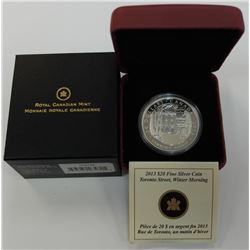 ROYAL CANADIAN MINT
MONNAIE ROYALE CANADIENNE
2013 $20 Fine Silver Coin
Toronto Street, Winter Morning
Pièce de 20 $ en argent fin 2013
Rue de Toronto, un matin d'hiver